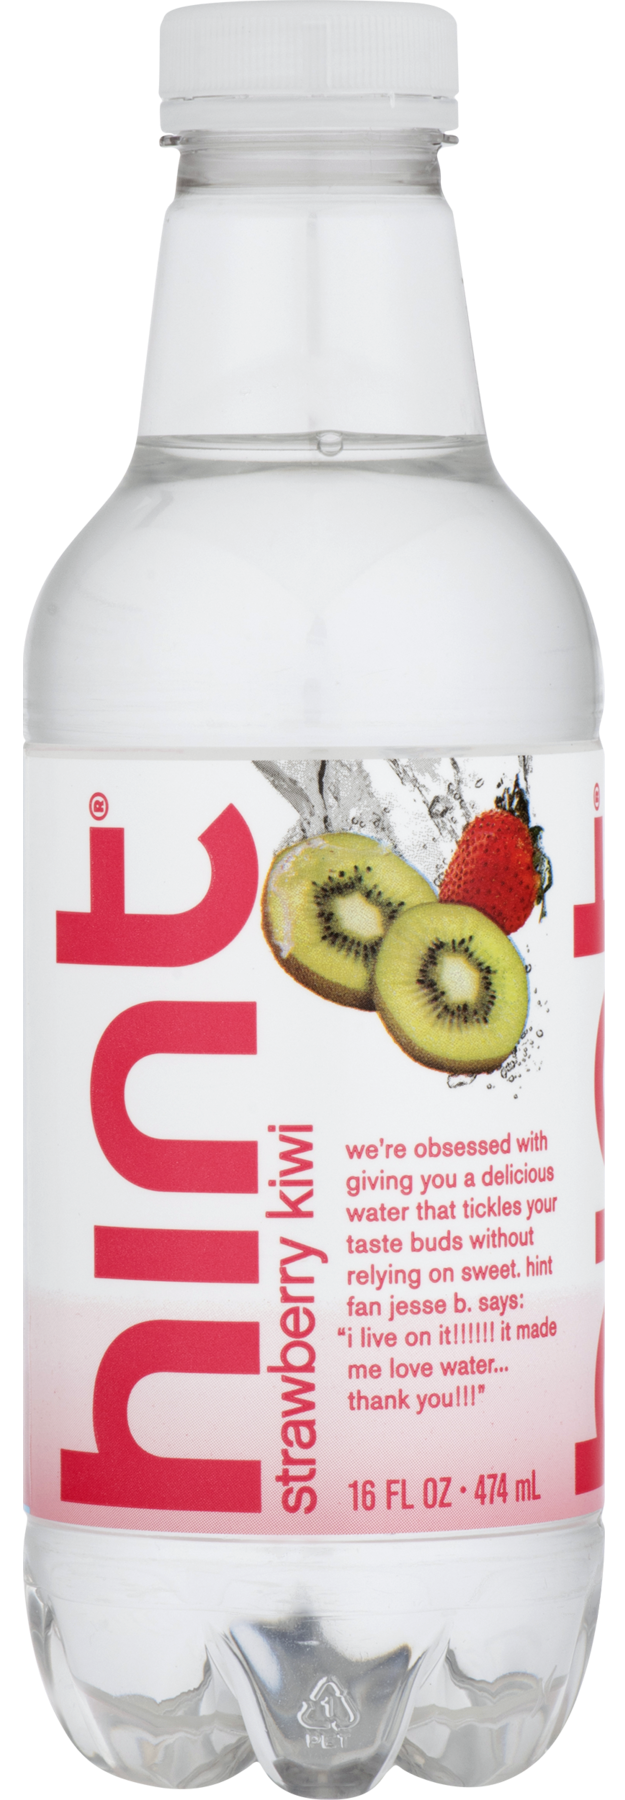 hint®
strawberry kiwi
we're obsessed with
giving you a delicious
water that tickles your
taste buds without
relying on sweet. hint
fan jesse b. says:
“i live on it!!!!!! it made
me love water...
thank you!!!”
16 FL OZ · 474 mL
®
1
PET